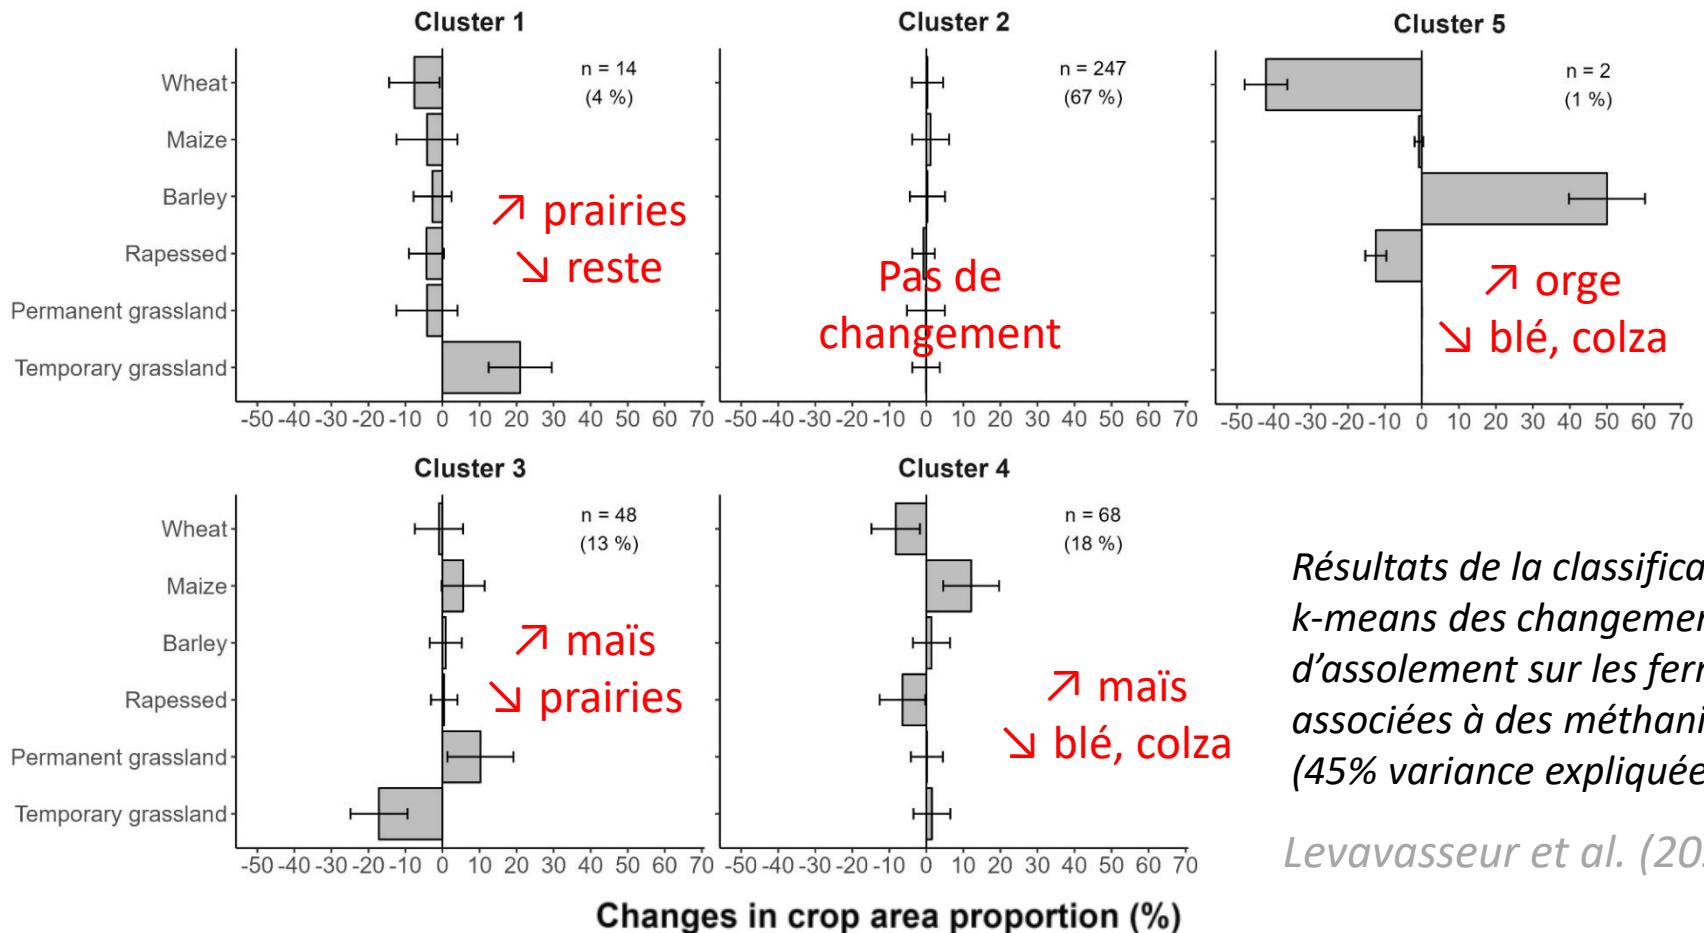 Cluster 1
Wheat
Maize
Barley
Rapessed
Permanent grassland
Temporary grassland
n = 14
(4 %)
↗ prairies
↘ reste
-50 -40 -30 -20 -10 0 10 20 30 40 50 60 70
Cluster 2
n = 247
(67 %)
Pas de
changement
-50 -40 -30 -20 -10 0 10 20 30 40 50 60 70
Cluster 5
n = 2
(1 %)
↗ orge
↘ blé, colza
-50 -40 -30 -20 -10 0 10 20 30 40 50 60 70
Cluster 3
Wheat
Maize
Barley
Rapessed
Permanent grassland
Temporary grassland
n = 48
(13 %)
↗ maïs
↘ prairies
-50 -40 -30 -20 -10 0 10 20 30 40 50 60 70
Cluster 4
n = 68
(18 %)
↗ maïs
↘ blé, colza
-50 -40 -30 -20 -10 0 10 20 30 40 50 60 70
Changes in crop area proportion (%)
Résultats de la
k-means des
d'assolement sur les
associées à des
(45% variance expliquée
Levavasseur et al.